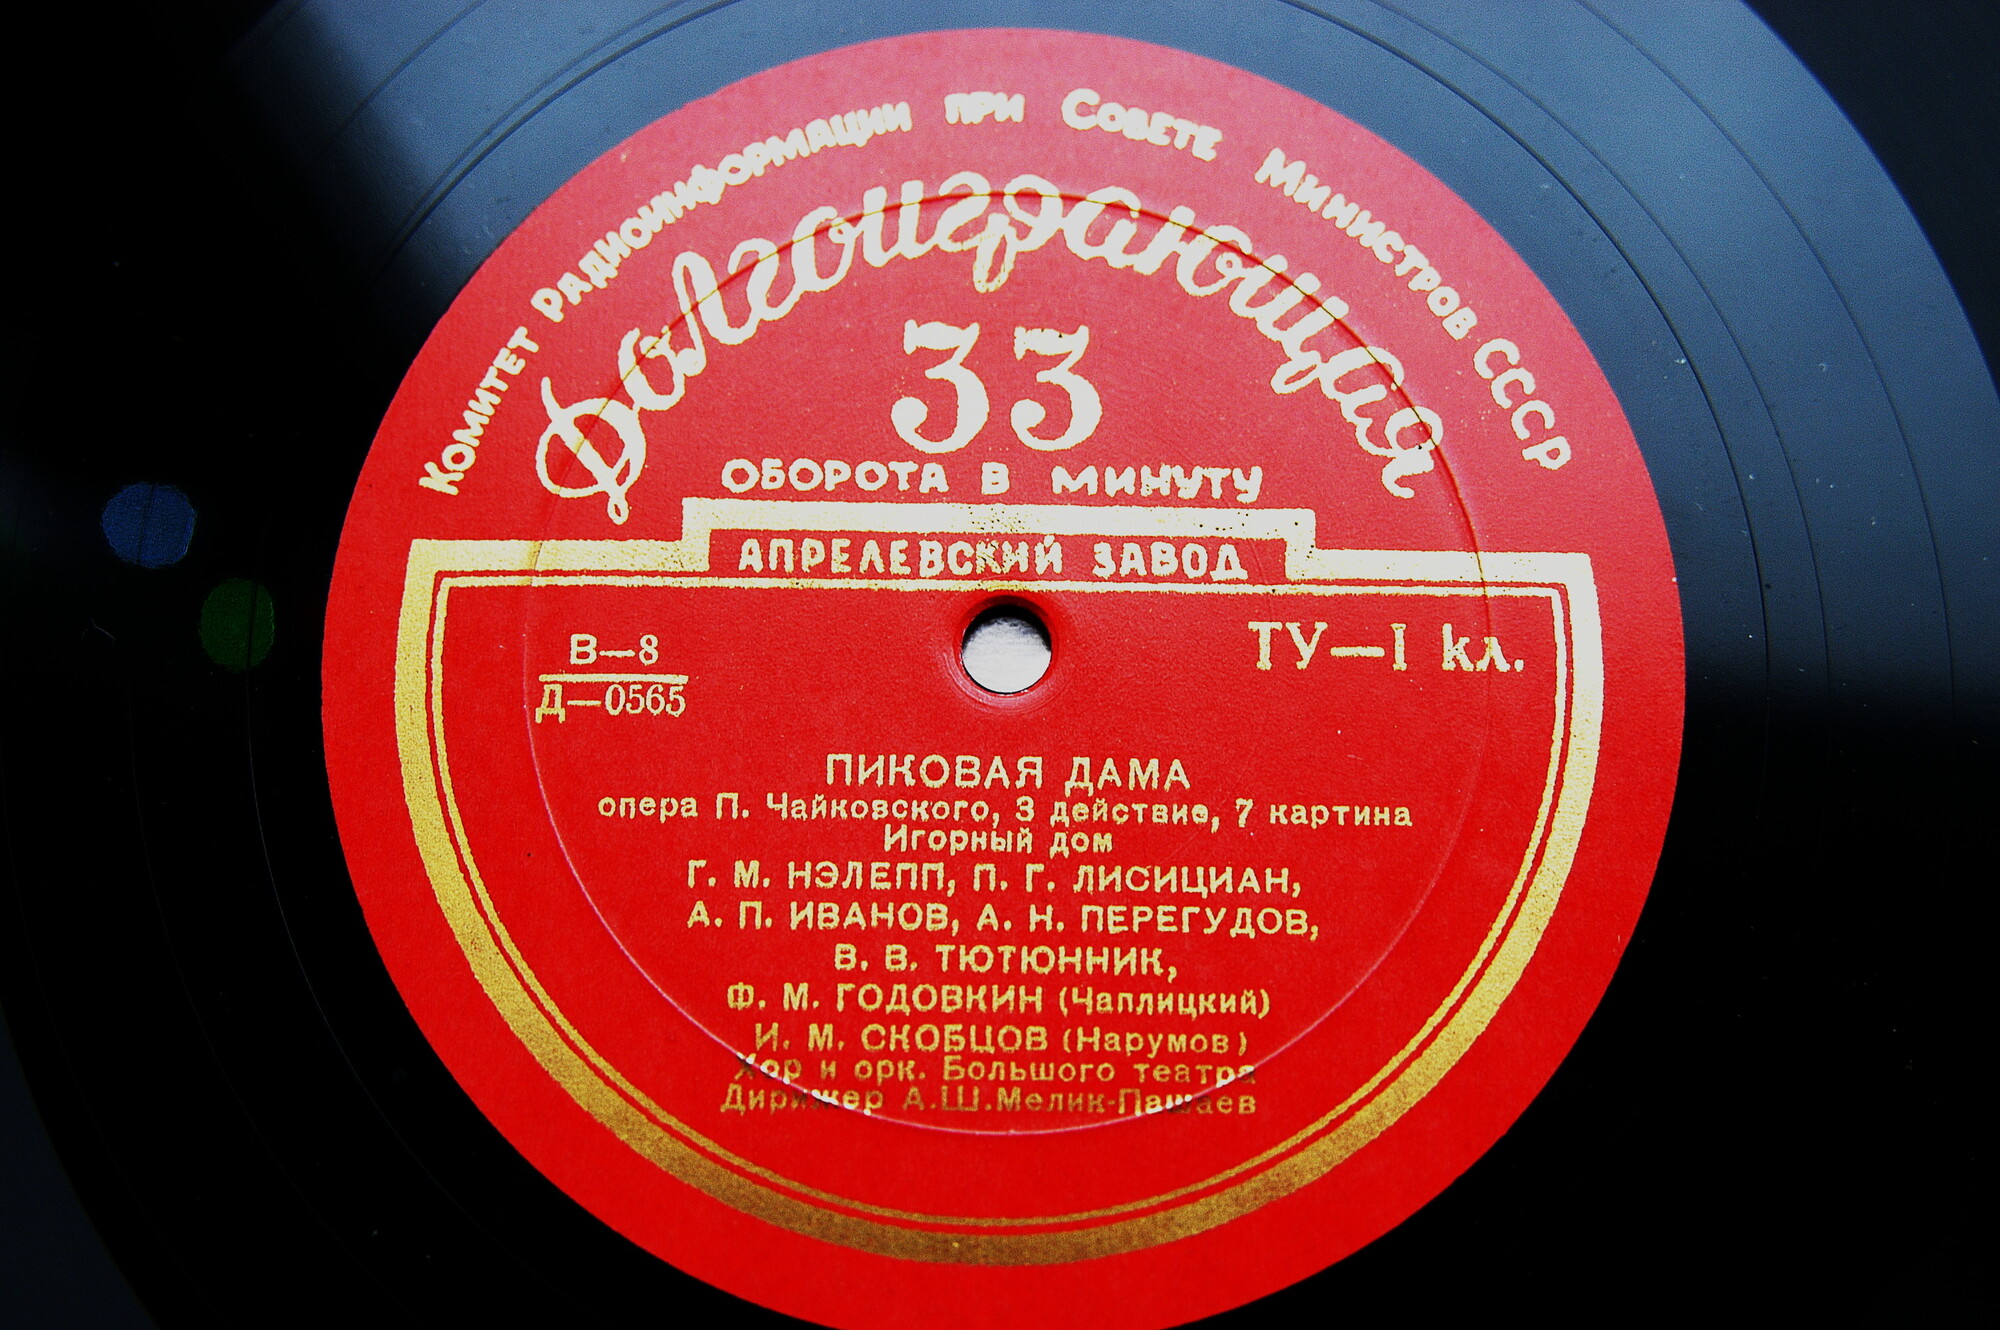 Комитет Радиоинформации при Совете Министров СССР
Долгоиграющая
33
ОБОРОТА В МИНУТУ
АПРЕЛЕВСКИЙ ЗАВОД
В—8
Д—0565
ТУ—I кл.
ПИКОВАЯ ДАМА
опера П. Чайковского, 3 действие, 7 картина
Игорный дом
Г. М. НЭЛЕПП, П. Г. ЛИСИЦИАН,
А. П. ИВАНОВ, А. Н. ПЕРЕГУДОВ,
В. В. ТЮТЮННИК,
Ф. М. ГОДОВКИН (Чаплицкий)
И. М. СКОБЦОВ (Нарумов)
Хор и орк. Большого театра
Дирижер А.Ш.Мелик-Пашаев